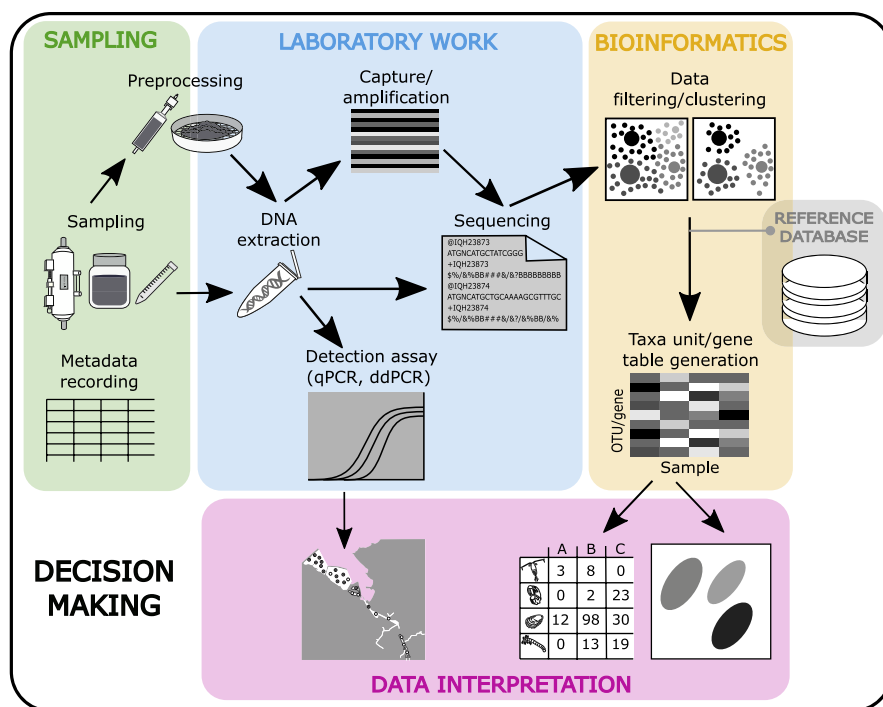 SAMPLING
Preprocessing
Sampling
Metadata
recording
LABORATORY WORK
Capture/
amplification
DNA
extraction
Sequencing
@IQH23873
ATGNCATGCTATCGGG
+IQH23873
$%/&%BB###&/&?BBBBBBBBB
@IQH23874
ATGNCATGCTGCAAAAGCGTTTGC
+IQH23874
$%/&%BB###&/&?/&%BB/&%
Detection assay
(qPCR, ddPCR)
BIOINFORMATICS
Data
filtering/clustering
REFERENCE
DATABASE
Taxa unit/gene
table generation
OTU/gene
Sample
DECISION
MAKING
A B C
3 8 0
0 2 23
12 98 30
0 13 19
DATA INTERPRETATION